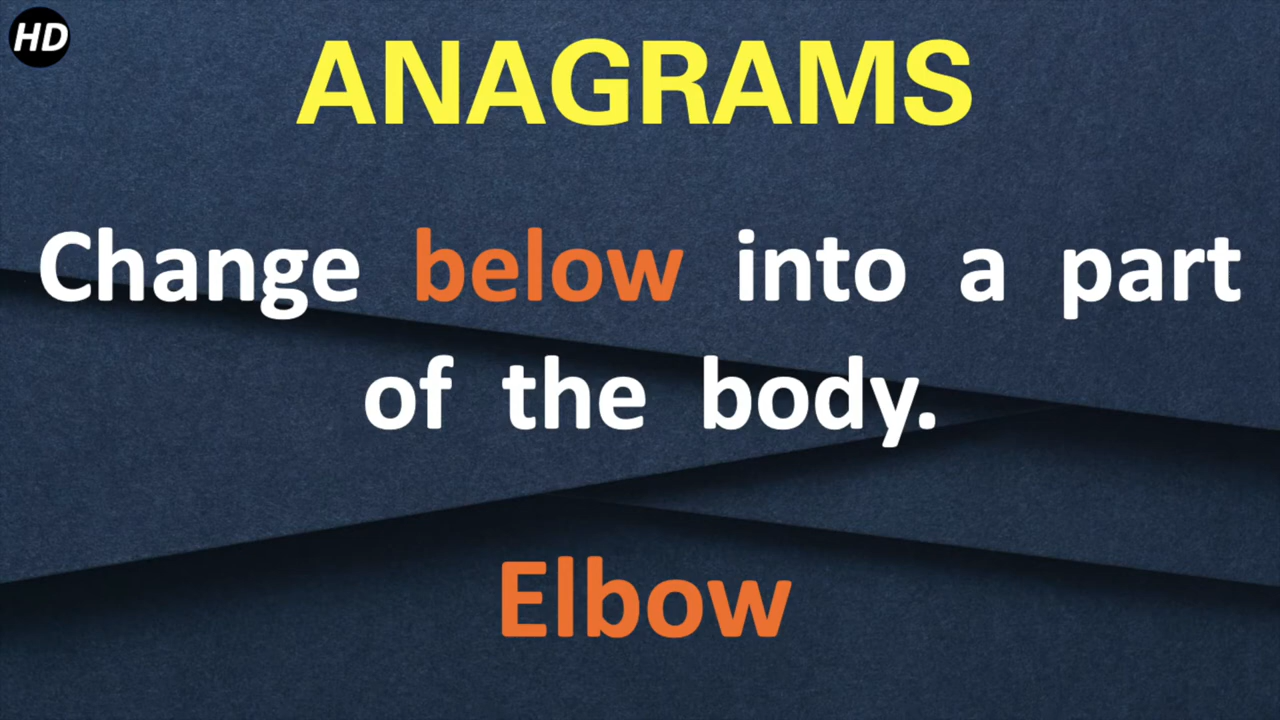 HD
ANAGRAMS
Change below into a part
of the body.
Elbow